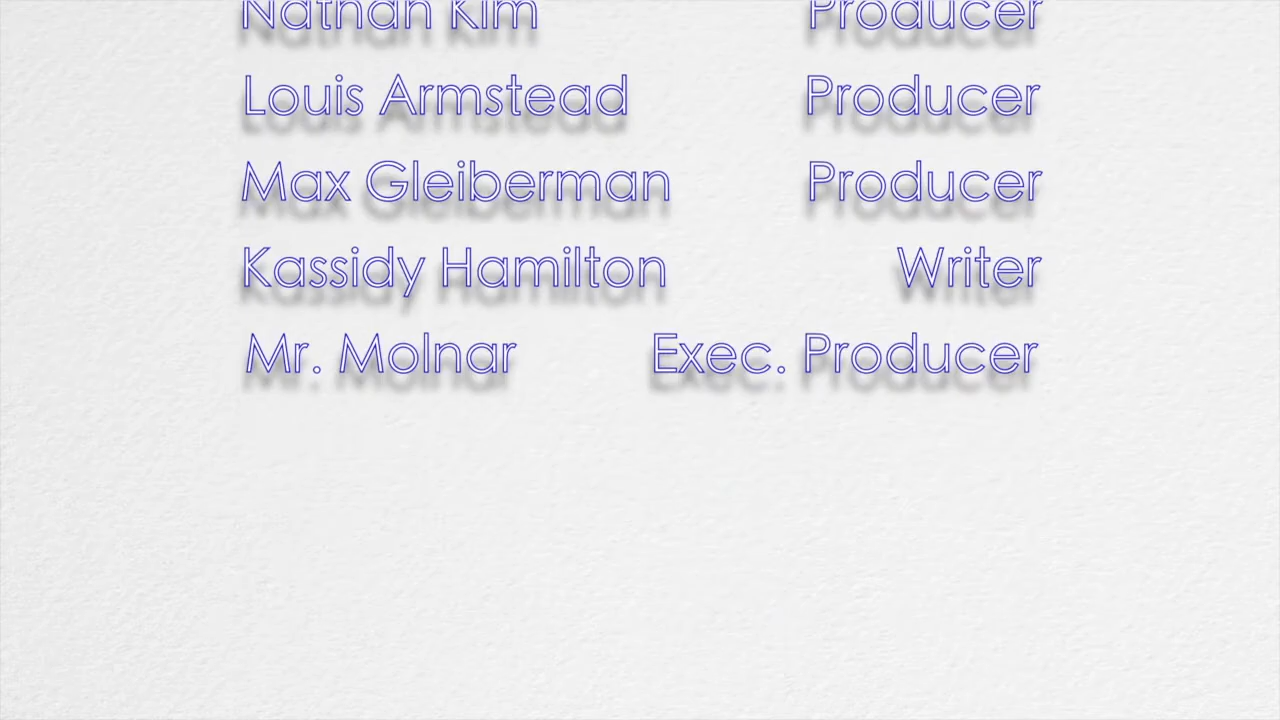 Nathan Kim Producer
Louis Armstead Producer
Max Gleiberman Producer
Kassidy Hamilton Writer
Mr. Molnar Exec. Producer